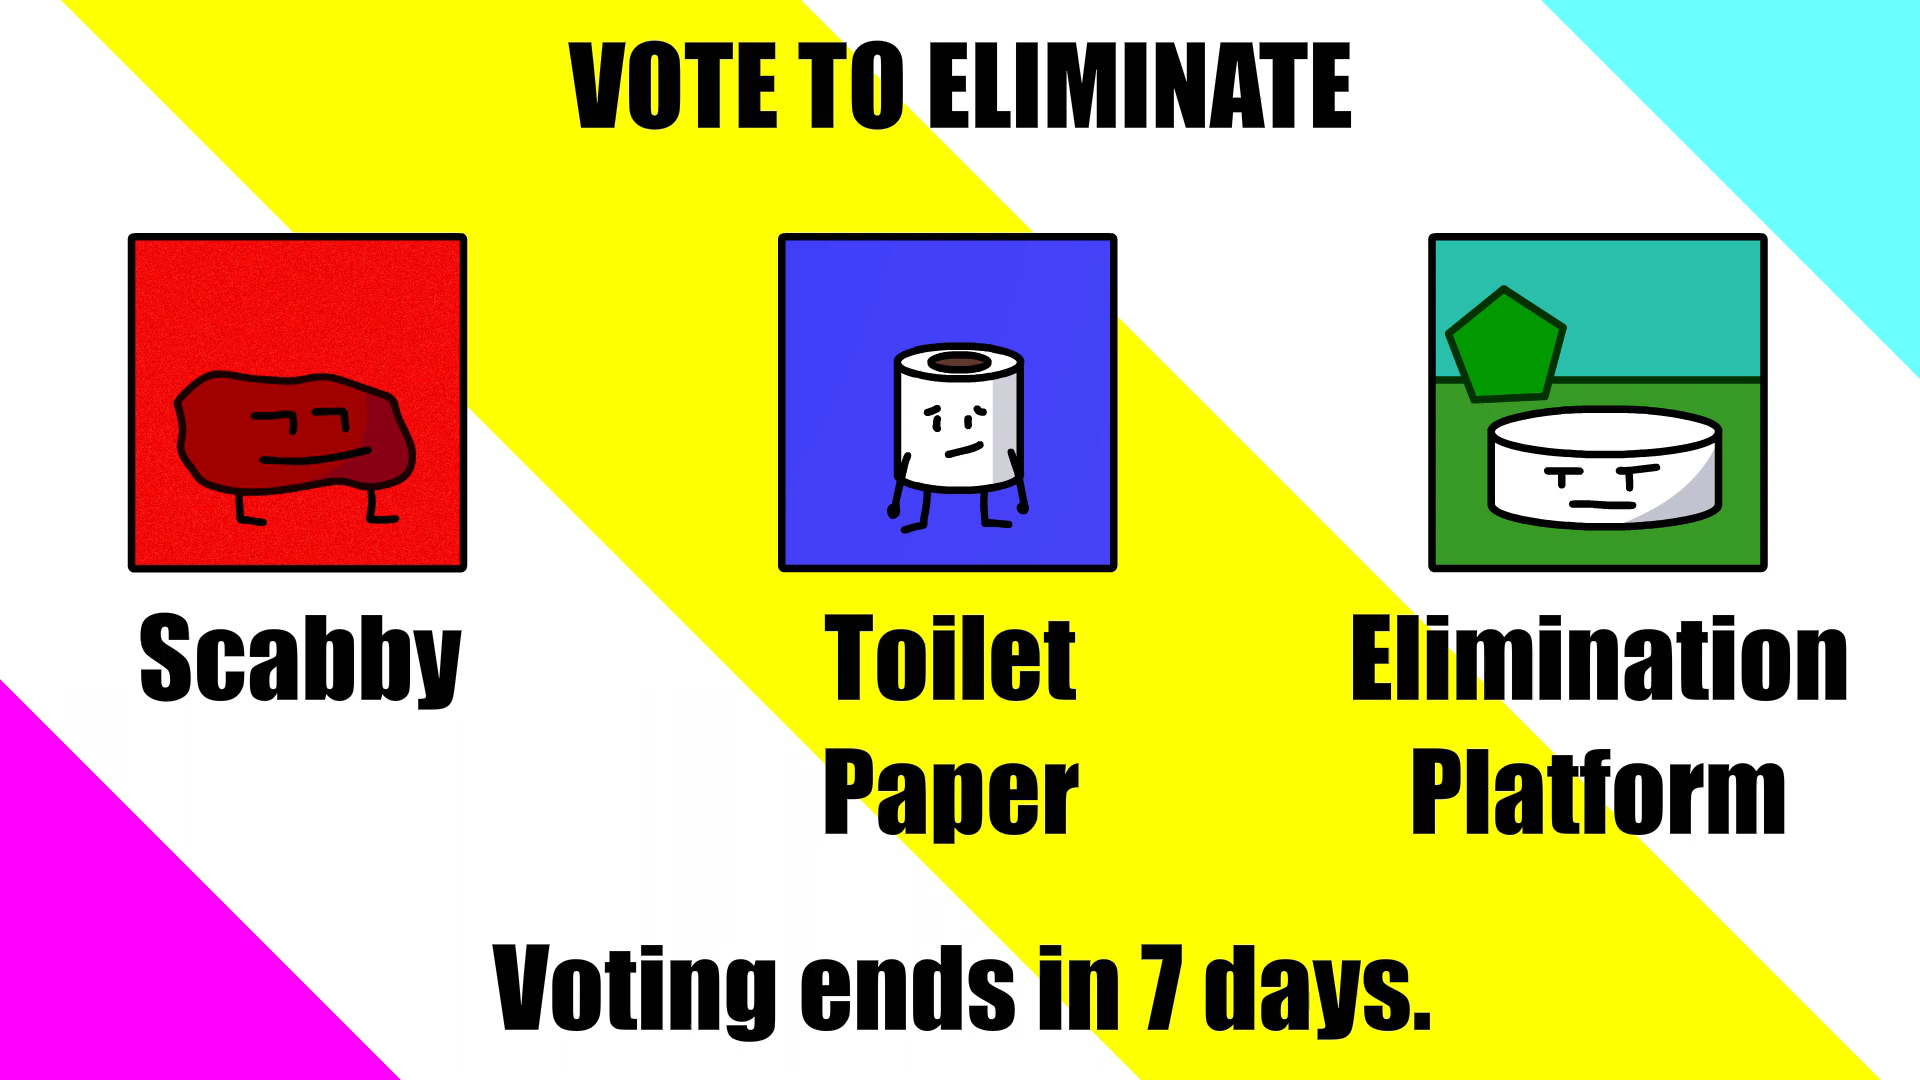 VOTE TO ELIMINATE
Scabby
Toilet
Paper
Elimination
Platform
Voting ends in 7 days.